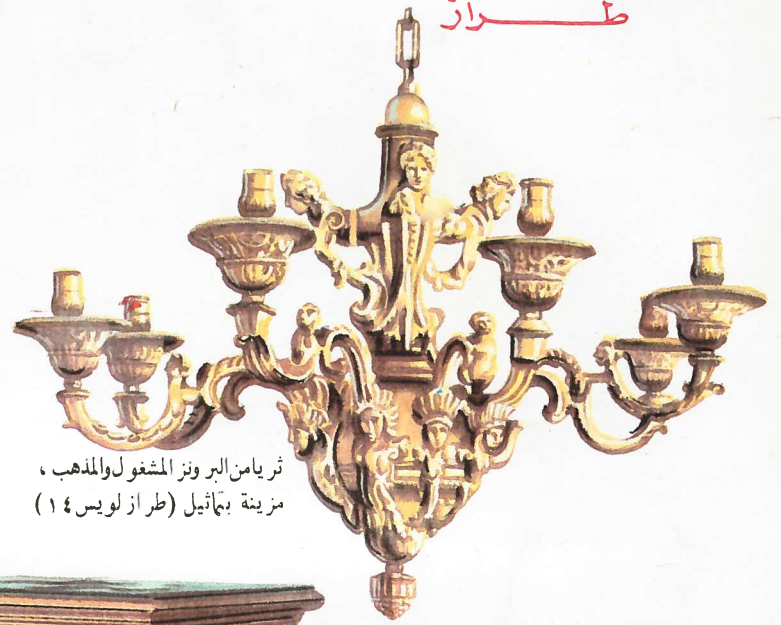 طراز
ثريا من البرونز المشغول والمذهب ،
مزينة بتماثيل (طراز لويس ١٤)